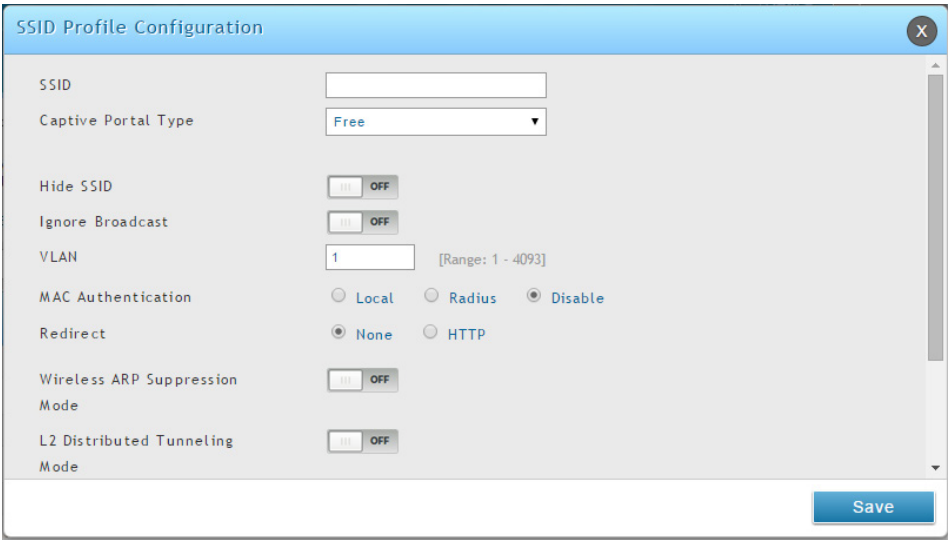 SSID Profile Configuration
X
SSID
Captive Portal Type Free
Hide SSID OFF
Ignore Broadcast OFF
VLAN 1 [Range: 1 - 4093]
MAC Authentication Local Radius Disable
Redirect None HTTP
Wireless ARP Suppression
Mode
OFF
L2 Distributed Tunneling
Mode
OFF
Save